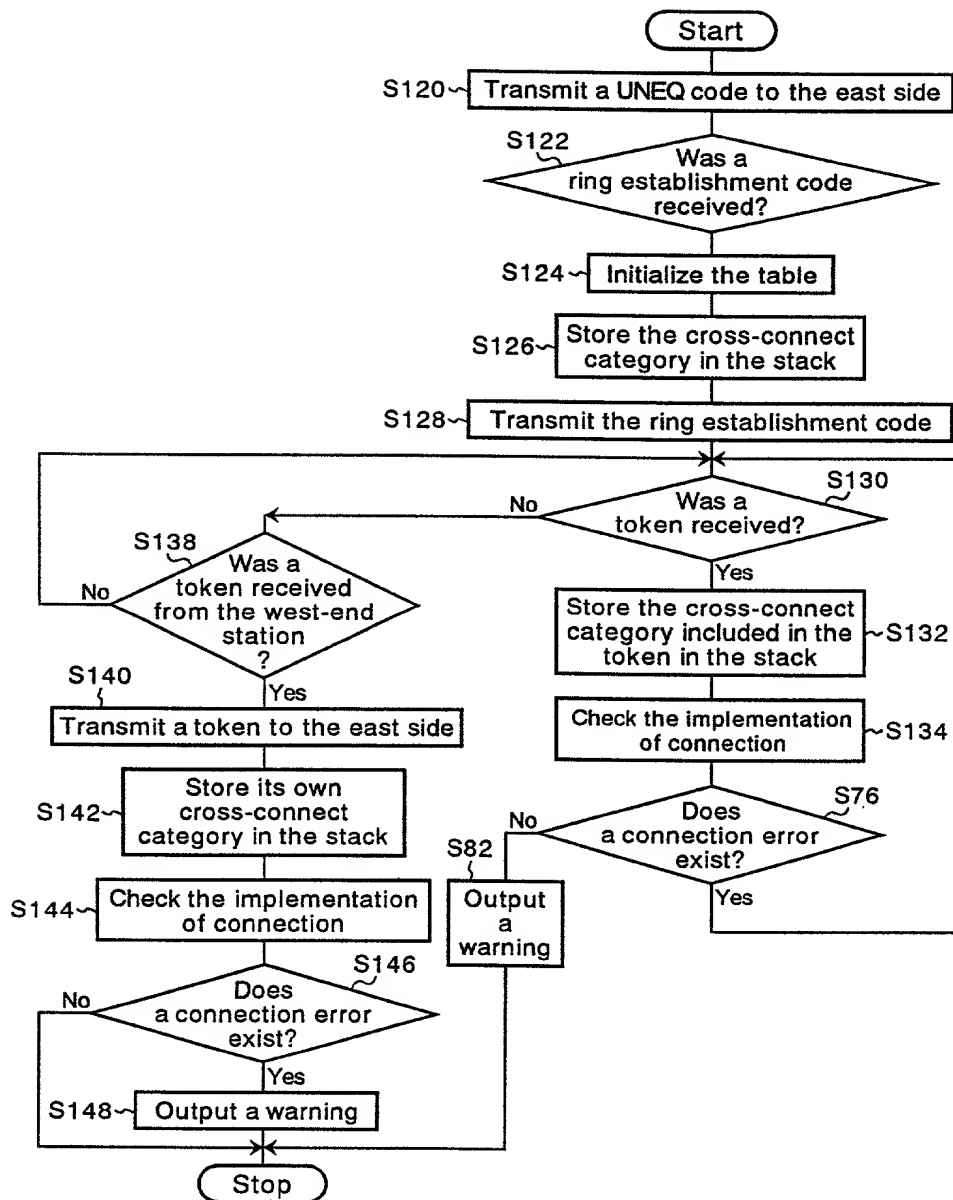 Start
S120
Transmit a UNEQ code to the east side
S122
Was a
ring establishment code
received?
S124
Initialize the table
S126
Store the cross-connect
category in the stack
S128
Transmit the ring establishment code
S130
No
Was a
token received?
Yes
S138
No
Was a
token received
from the west-end
station
?
Yes
Store the cross-connect
category included in the
token in the stack
S132
S140
Transmit a token to the east side
Check the implementation
of connection
S134
S142
Store its own
cross-connect
category in the stack
S76
No
Does
a connection error
exist?
Yes
S82
Output
a
warning
S144
Check the implementation
of connection
S146
No
Does
a connection error
exist?
Yes
S148
Output a warning
Stop